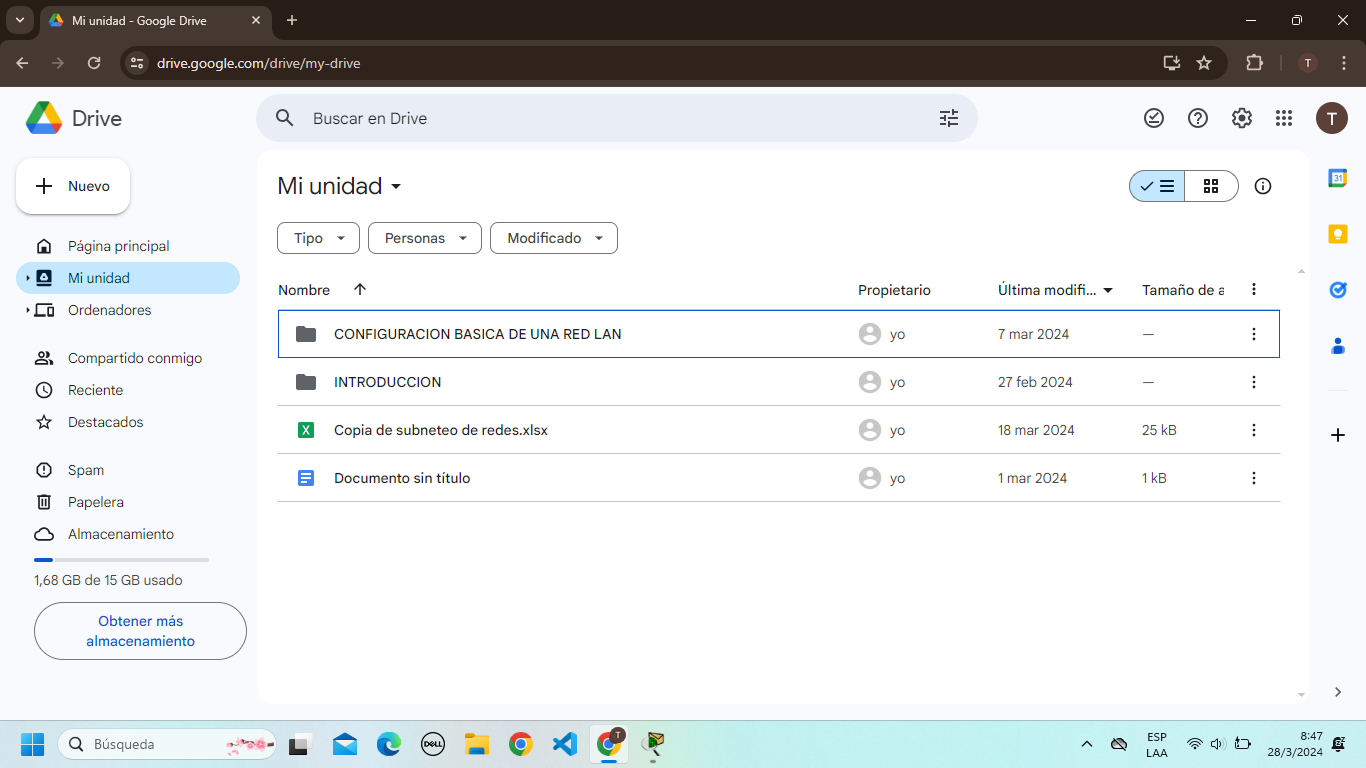 Mi unidad - Google Drive
drive.google.com/drive/my-drive
T
Drive
Buscar en Drive
T
Nuevo
Mi unidad
31
Tipo
Personas
Modificado
Página principal
Mi unidad
Ordenadores
Compartido conmigo
Reciente
Destacados
Spam
Papelera
Almacenamiento
1,68 GB de 15 GB usado
Obtener más
almacenamiento
Nombre Propietario Última modifi... Tamaño de a
CONFIGURACION BASICA DE UNA RED LAN yo 7 mar 2024 —
INTRODUCCION yo 27 feb 2024 —
X Copia de subneteo de redes.xlsx yo 18 mar 2024 25 kB
Documento sin título yo 1 mar 2024 1 kB
Búsqueda
DELL
T
ESP
LAA
8:47
28/3/2024